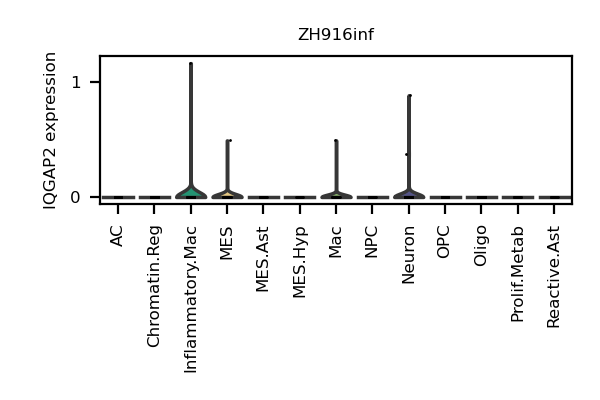 ZH916inf
IQGAP2 expression
1
0
AC
Chromatin.Reg
Inflammatory.Mac
MES
MES.Ast
MES.Hyp
Mac
NPC
Neuron
OPC
Oligo
Prolif.Metab
Reactive.Ast